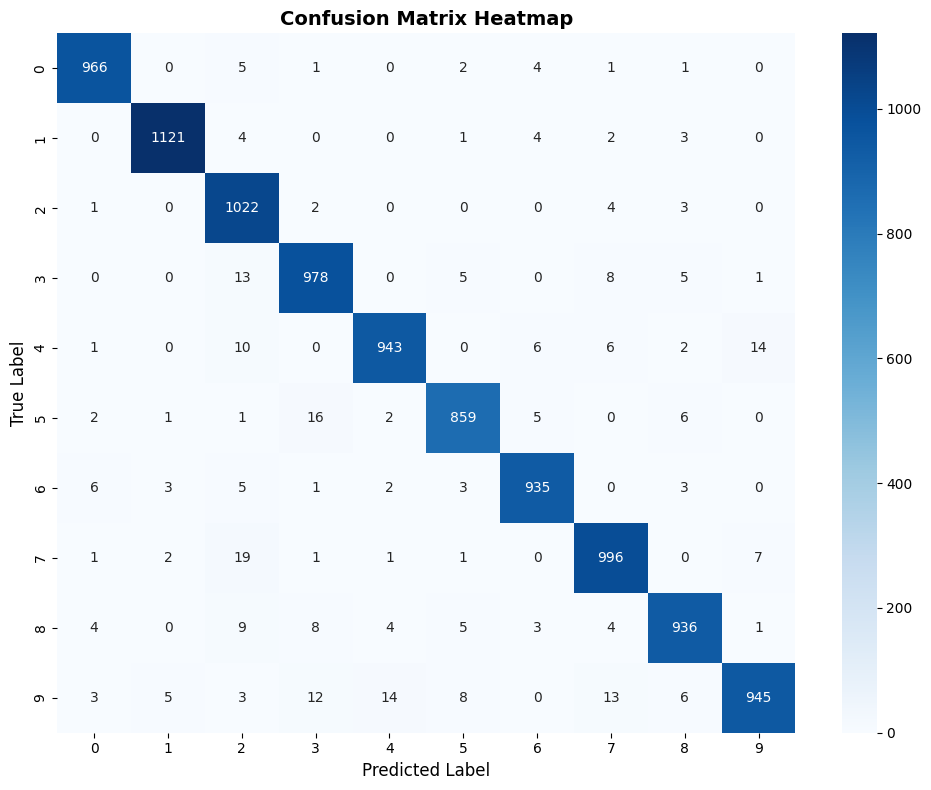 Confusion Matrix Heatmap
0 966 0 5 1 0 2 4 1 1 0
1 0 1121 4 0 0 1 4 2 3 0
2 1 0 1022 2 0 0 0 4 3 0
3 0 0 13 978 0 5 0 8 5 1
4 1 0 10 0 943 0 6 6 2 14
5 2 1 1 16 2 859 5 0 6 0
6 6 3 5 1 2 3 935 0 3 0
7 1 2 19 1 1 1 0 996 0 7
8 4 0 9 8 4 5 3 4 936 1
9 3 5 3 12 14 8 0 13 6 945
0 1 2 3 4 5 6 7 8 9
Predicted Label
True Label
1000
800
600
400
200
0